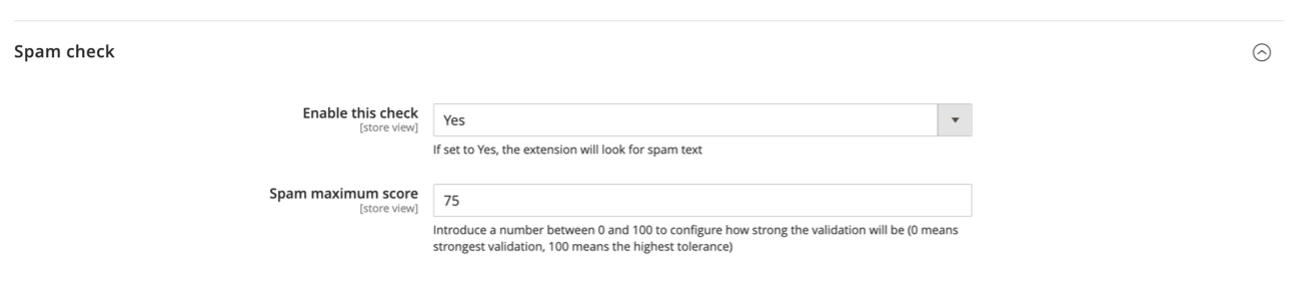 Spam check
Enable this check
[store view]
Yes
If set to Yes, the extension will look for spam text
Spam maximum score
[store view]
75
Introduce a number between 0 and 100 to configure how strong the validation will be (0 means
strongest validation, 100 means the highest tolerance)